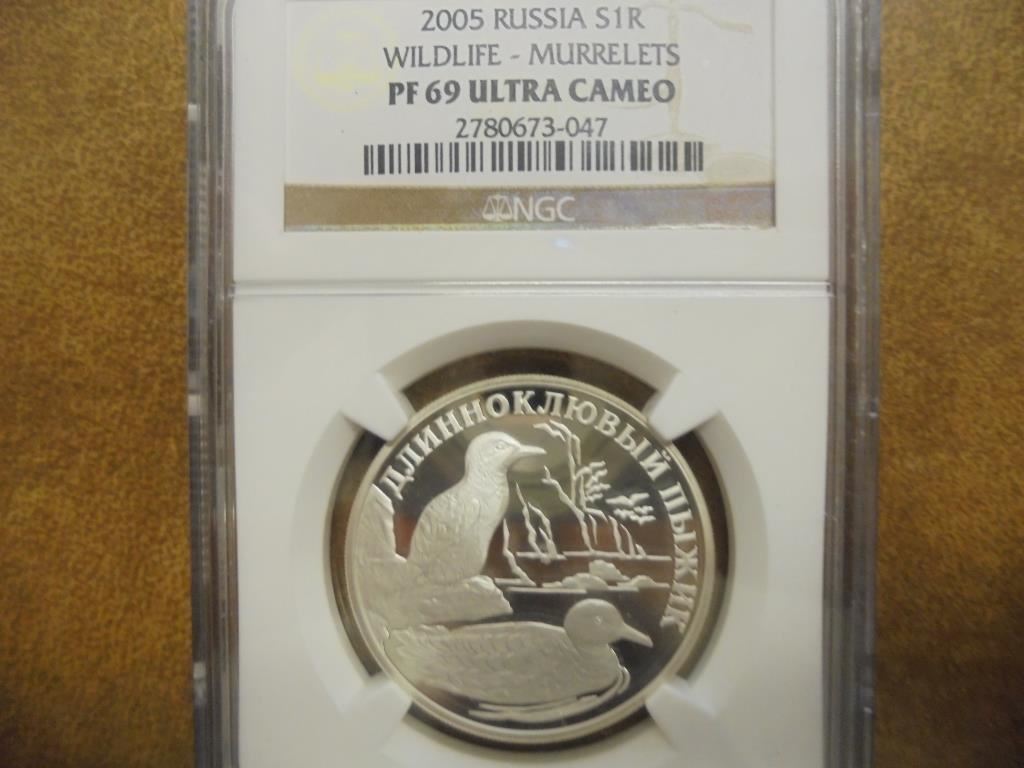 2005 RUSSIA S1R
WILDLIFE - MURRELETS
PF 69 ULTRA CAMEO
2780673-047
NGC
ДЛИННОКЛЮВЫЙ ПЫЖИК